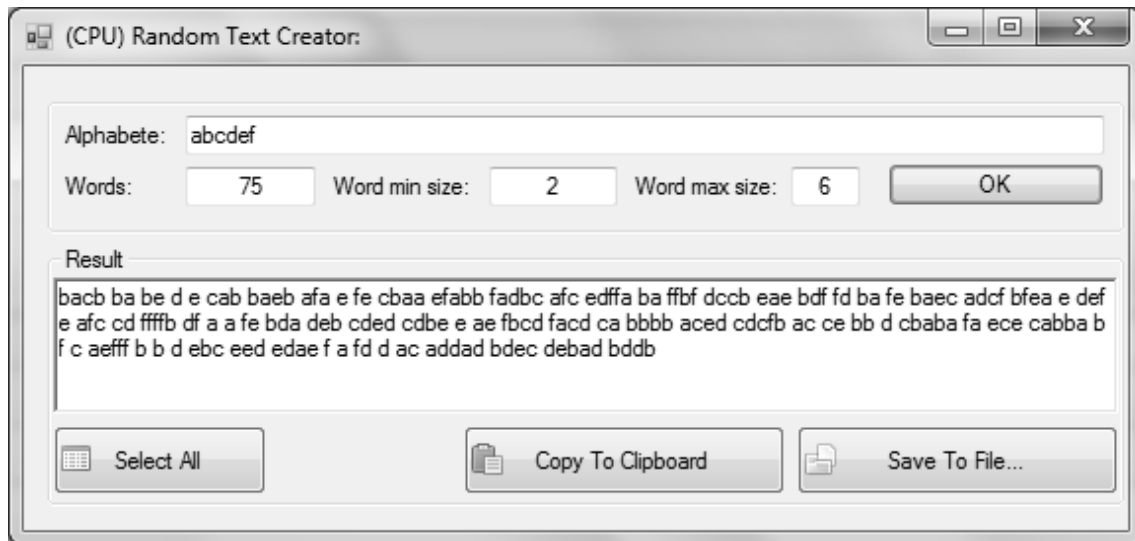 (CPU) Random Text Creator:
Alphabete: abcdef
Words: 75 Word min size: 2 Word max size: 6 OK
Result
bacb ba be d e cab baeb afa e fe cbaa efabb fadbc afc edffa ba ffbf dccb eae bdf fd ba fe baec adcf bfea e def
e afc cd ffffb df a a fe bda deb cded cdbe e ae fbcd facd ca bbbb aced cdcfb ac ce bb d cbaba fa ece cabba b
f c aefff b b d ebc eed edae f a fd d ac addad bdec debad bddb
Select All Copy To Clipboard Save To File...